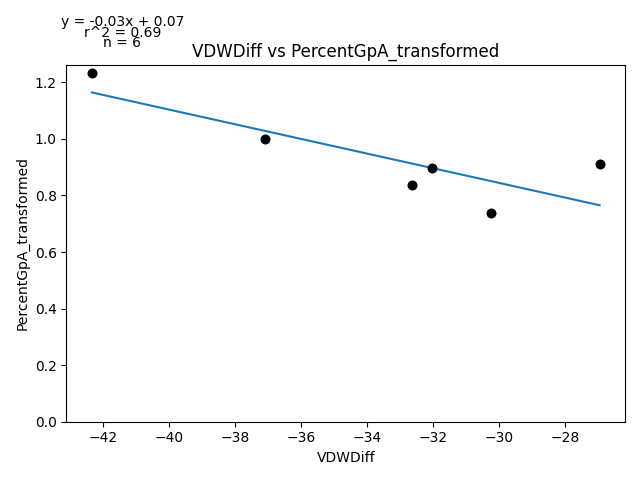 y = -0.03x + 0.07
r^2 = 0.69
n = 6
VDWDiff vs PercentGpA_transformed
PercentGpA_transformed
1.2
1.0
0.8
0.6
0.4
0.2
0.0
−42
−40
−38
−36
−34
−32
−30
−28
VDWDiff